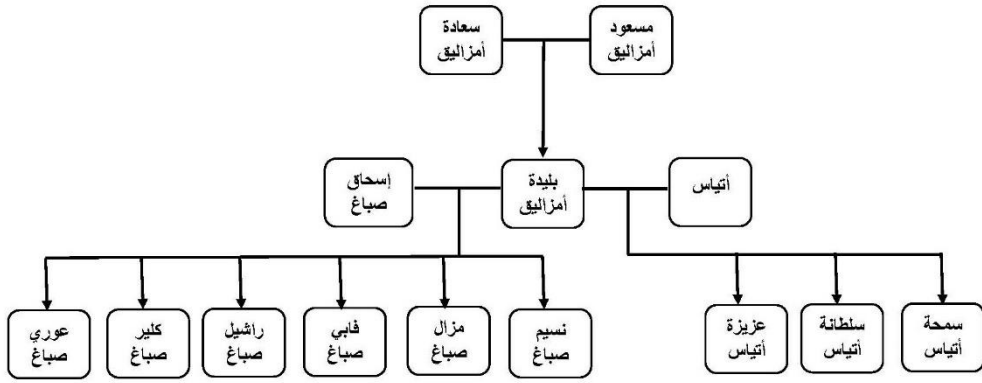 مسعود
أمزاليق
سعادة
أمزاليق
أتياس
بليدة
أمزاليق
إسحاق
صباغ
سمحة
أتياس
سلطانة
أتياس
عزيزة
أتياس
نسيم
صباغ
مزال
صباغ
فابي
صباغ
راشيل
صباغ
كلير
صباغ
عوري
صباغ